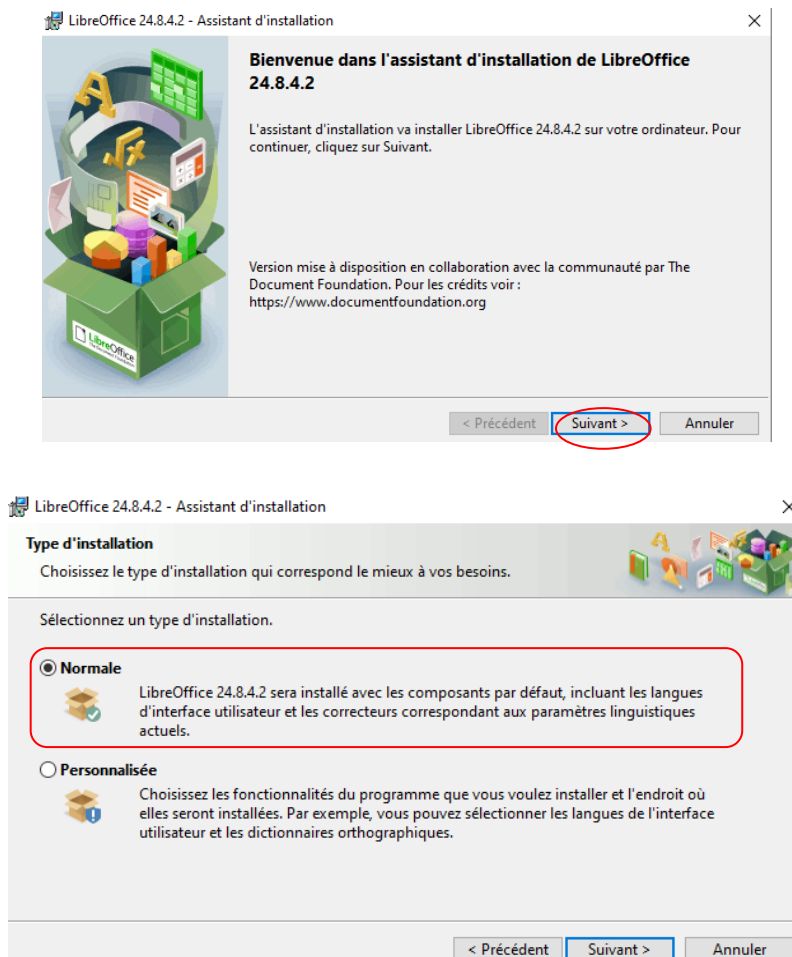 LibreOffice 24.8.4.2 - Assistant d'installation
Bienvenue dans l'assistant d'installation de LibreOffice
24.8.4.2
L'assistant d'installation va installer LibreOffice 24.8.4.2 sur votre ordinateur. Pour
continuer, cliquez sur Suivant.
Version mise à disposition en collaboration avec la communauté par The
Document Foundation. Pour les crédits voir :
https://www.documentfoundation.org
LibreOffice
The Document Foundation
< Précédent Suivant > Annuler
LibreOffice 24.8.4.2 - Assistant d'installation
Type d'installation
Choisissez le type d'installation qui correspond le mieux à vos besoins.
Sélectionnez un type d'installation.
Normale
LibreOffice 24.8.4.2 sera installé avec les composants par défaut, incluant les langues
d'interface utilisateur et les correcteurs correspondant aux paramètres linguistiques
actuels.
Personnalisée
Choisissez les fonctionnalités du programme que vous voulez installer et l'endroit où
elles seront installées. Par exemple, vous pouvez sélectionner les langues de l'interface
utilisateur et les dictionnaires orthographiques.
< Précédent Suivant > Annuler